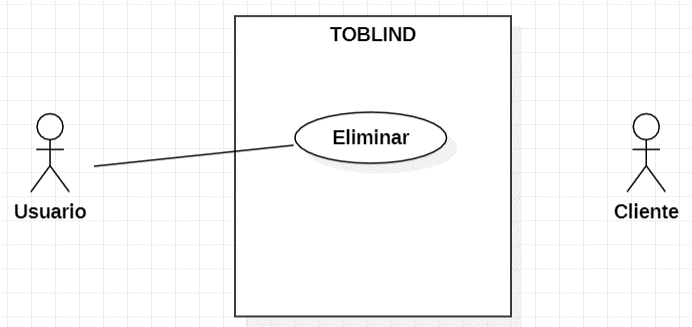 TOBLIND
Eliminar
Usuario
Cliente